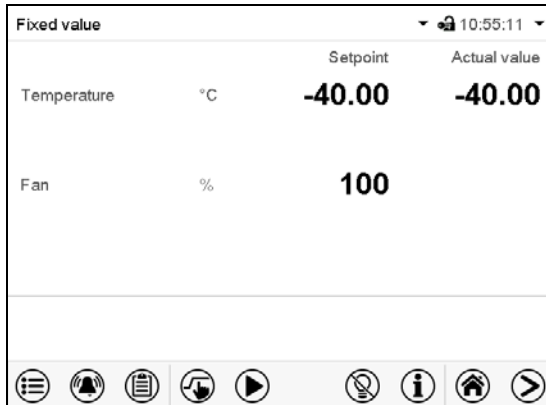 Fixed value 10:55:11
Setpoint Actual value
Temperature °C -40.00 -40.00
Fan % 100